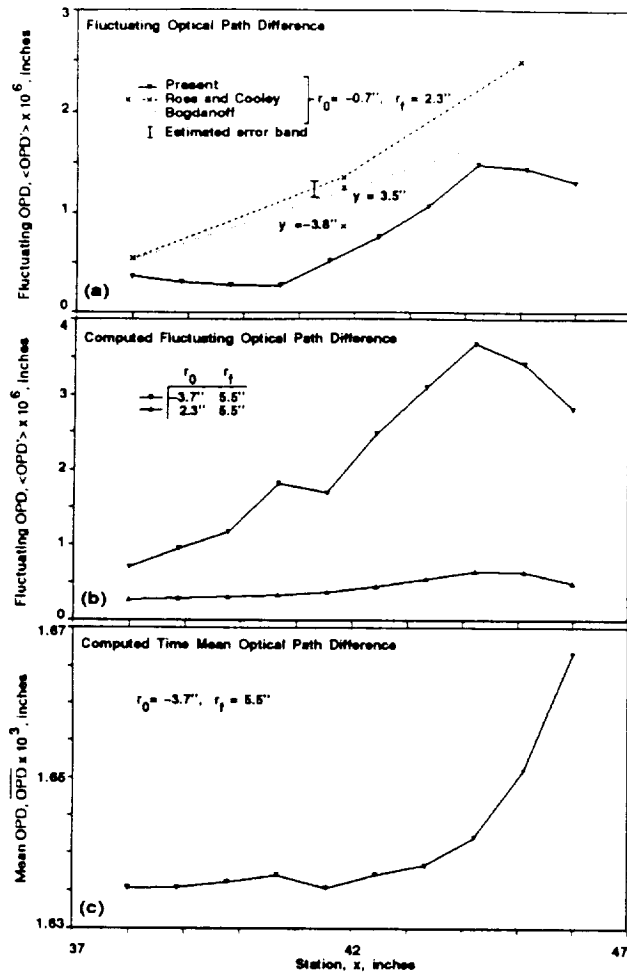 Fluctuating Optical Path Difference
Present
Rose and Cooley
Bogdanoff
r0= -0.7", rf= 2.3"
Estimated error band
y = 3.5"
y =-3.8"
3
2
1
0
(a)
Fluctuating OPD, <OPD'> x 10^6, inches
Computed Fluctuating Optical Path Difference
r0 rf
-3.7" 5.5"
2.3" 5.5"
4
3
2
1
0
(b)
Fluctuating OPD, <OPD'> x 10^6, inches
Computed Time Mean Optical Path Difference
r0= -3.7", rf= 5.5"
1.67
1.65
1.63
(c)
Mean OPD, OPD x 10^3, inches
37 42 47
Station, x, inches